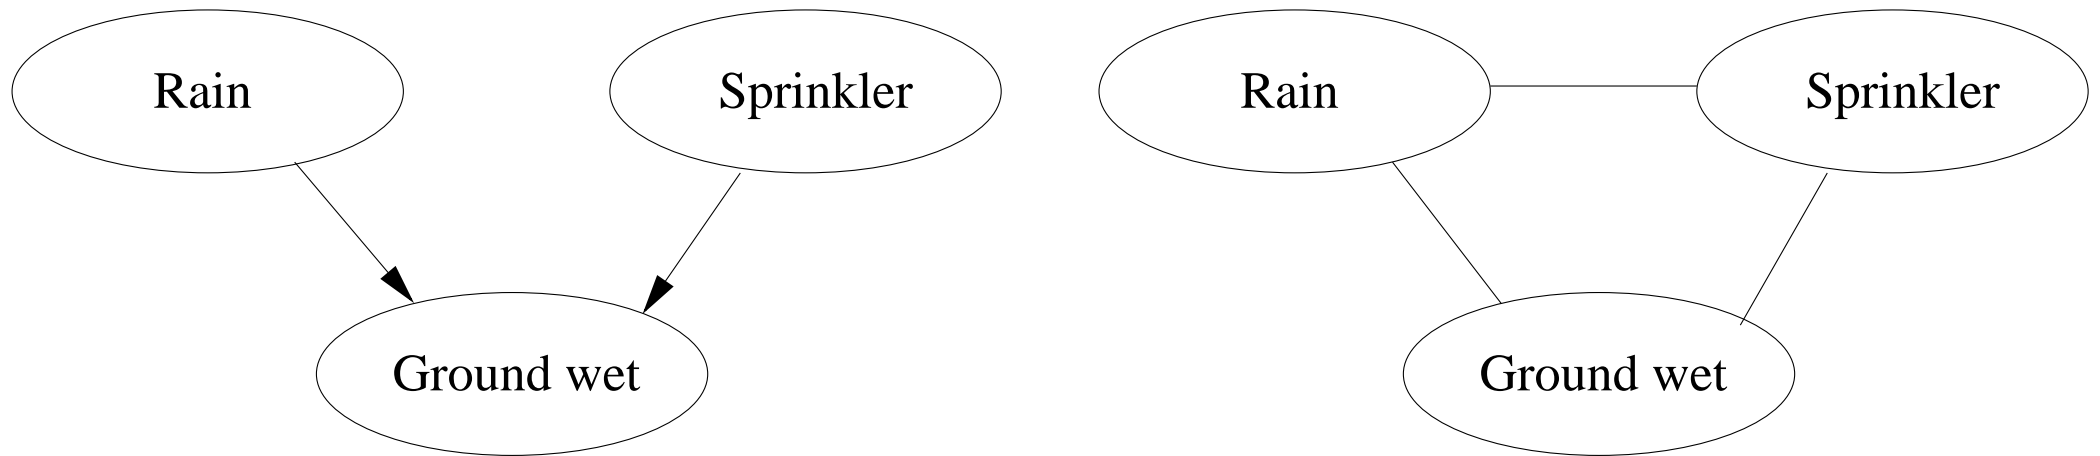 Rain
Sprinkler
Ground wet
Rain
Sprinkler
Ground wet